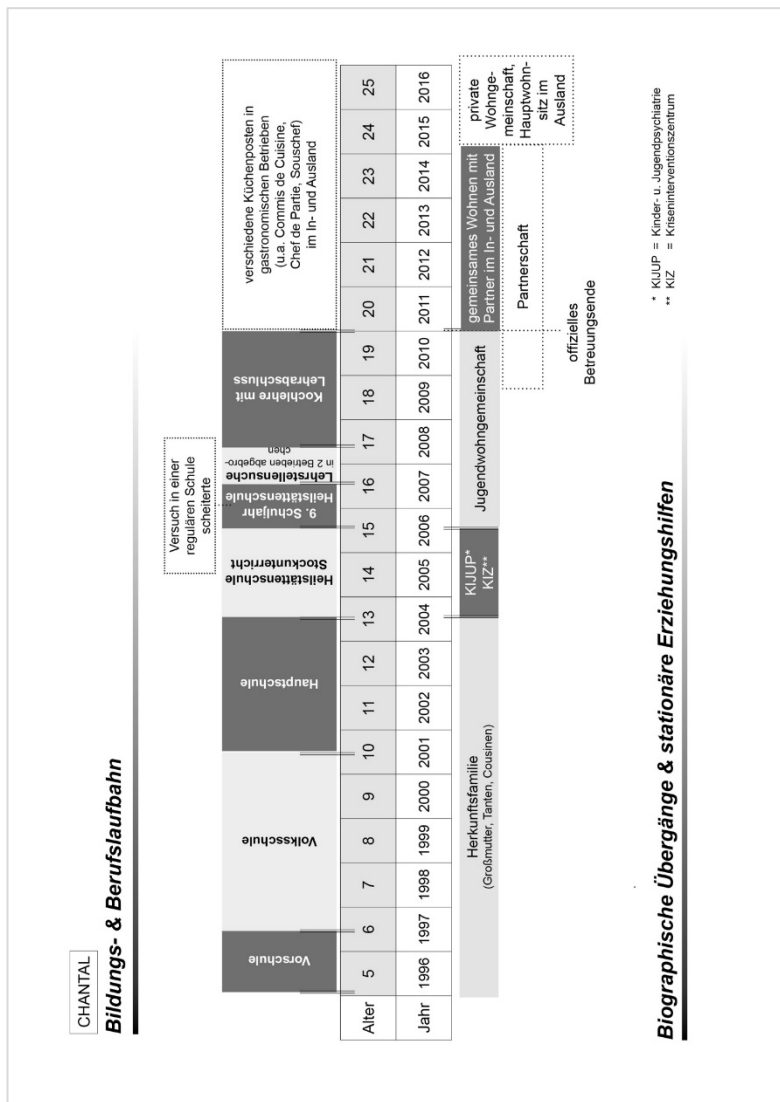 CHANTAL
Bildungs- & Berufslaufbahn
Versuch in einer
regulären Schule
scheiterte
Vorschule
Volksschule
Hauptschule
Heilstättenschule
Stockunterricht
9. Schuljahr
Heilstättenschule
Lehrstellensuche
in 2 Betrieben abgebro-
chen
Kochlehre mit
Lehrabschluss
verschiedene Küchenposten in
gastronomischen Betrieben
(u.a. Commis de Cuisine,
Chef de Partie, Souschef)
im In- und Ausland
Alter 5 6 7 8 9 10 11 12 13 14 15 16 17 18 19 20 21 22 23 24 25
Jahr 1996 1997 1998 1999 2000 2001 2002 2003 2004 2005 2006 2007 2008 2009 2010 2011 2012 2013 2014 2015 2016
Herkunftsfamilie
(Großmutter, Tanten, Cousinen)
KIJUP*
KIZ**
Jugendwohngemeinschaft
gemeinsames Wohnen mit
Partner im In- und Ausland
private
Wohnge-
meinschaft,
Hauptwohn-
sitz im
Ausland
Partnerschaft
offizielles
Betreuungsende
Biographische Übergänge & stationäre Erziehungshilfen
* KIJUP = Kinder- u. Jugendpsychiatrie
** KIZ = Kriseninterventionszentrum